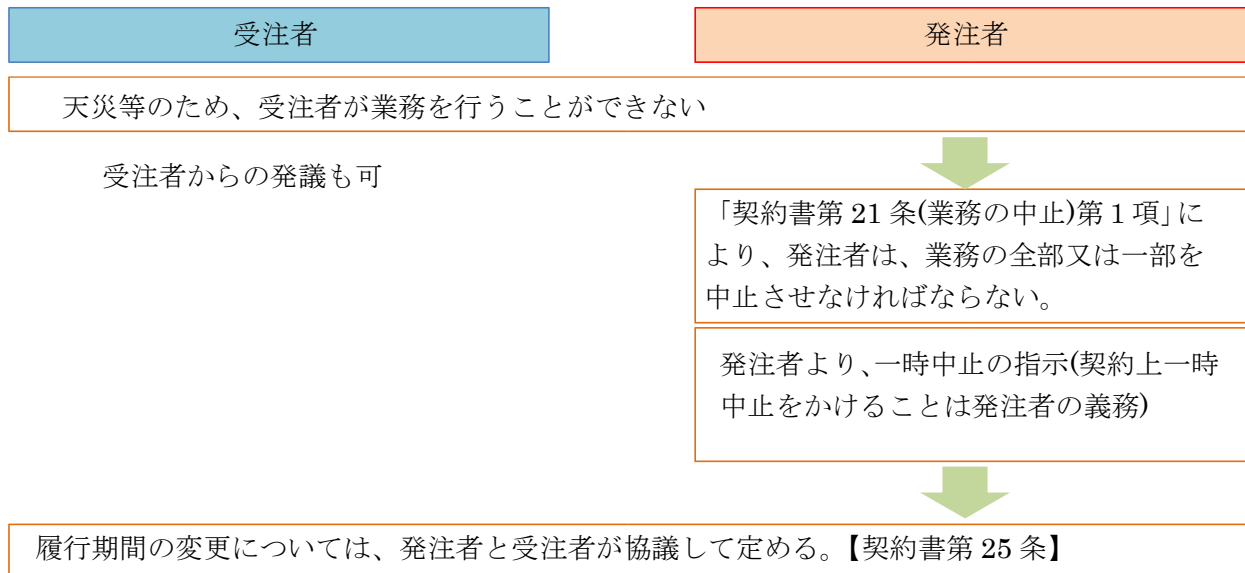 受注者
発注者
天災等のため、受注者が業務を行うことができない
受注者からの発議も可
「契約書第 21 条(業務の中止)第 1 項」に
より、発注者は、業務の全部又は一部を
中止させなければならない。
発注者より、一時中止の指示(契約上一時
中止をかけることは発注者の義務)
履行期間の変更については、発注者と受注者が協議して定める。【契約書第 25 条】